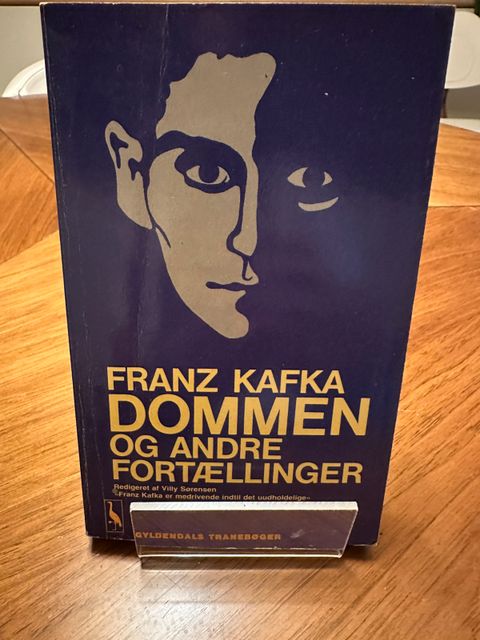 FRANZ KAFKA
DOMMEN
OG ANDRE
FORTÆLLINGER
Redigeret af Villy Sørensen
»Franz Kafka er medrivende indtil det uudholdelige«
GYLDENDALS TRANEBØGER